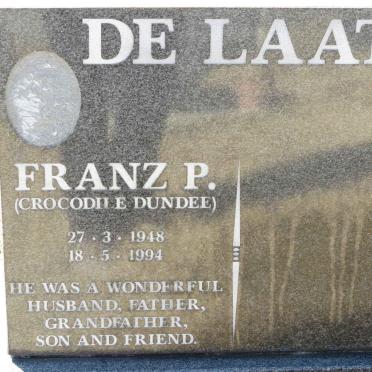 DE LAAT
FRANZ P.
(CROCODILE DUNDEE)
27 · 3 · 1948
18 · 5 · 1994
HE WAS A WONDERFUL
HUSBAND, FATHER,
GRANDFATHER,
SON AND FRIEND.